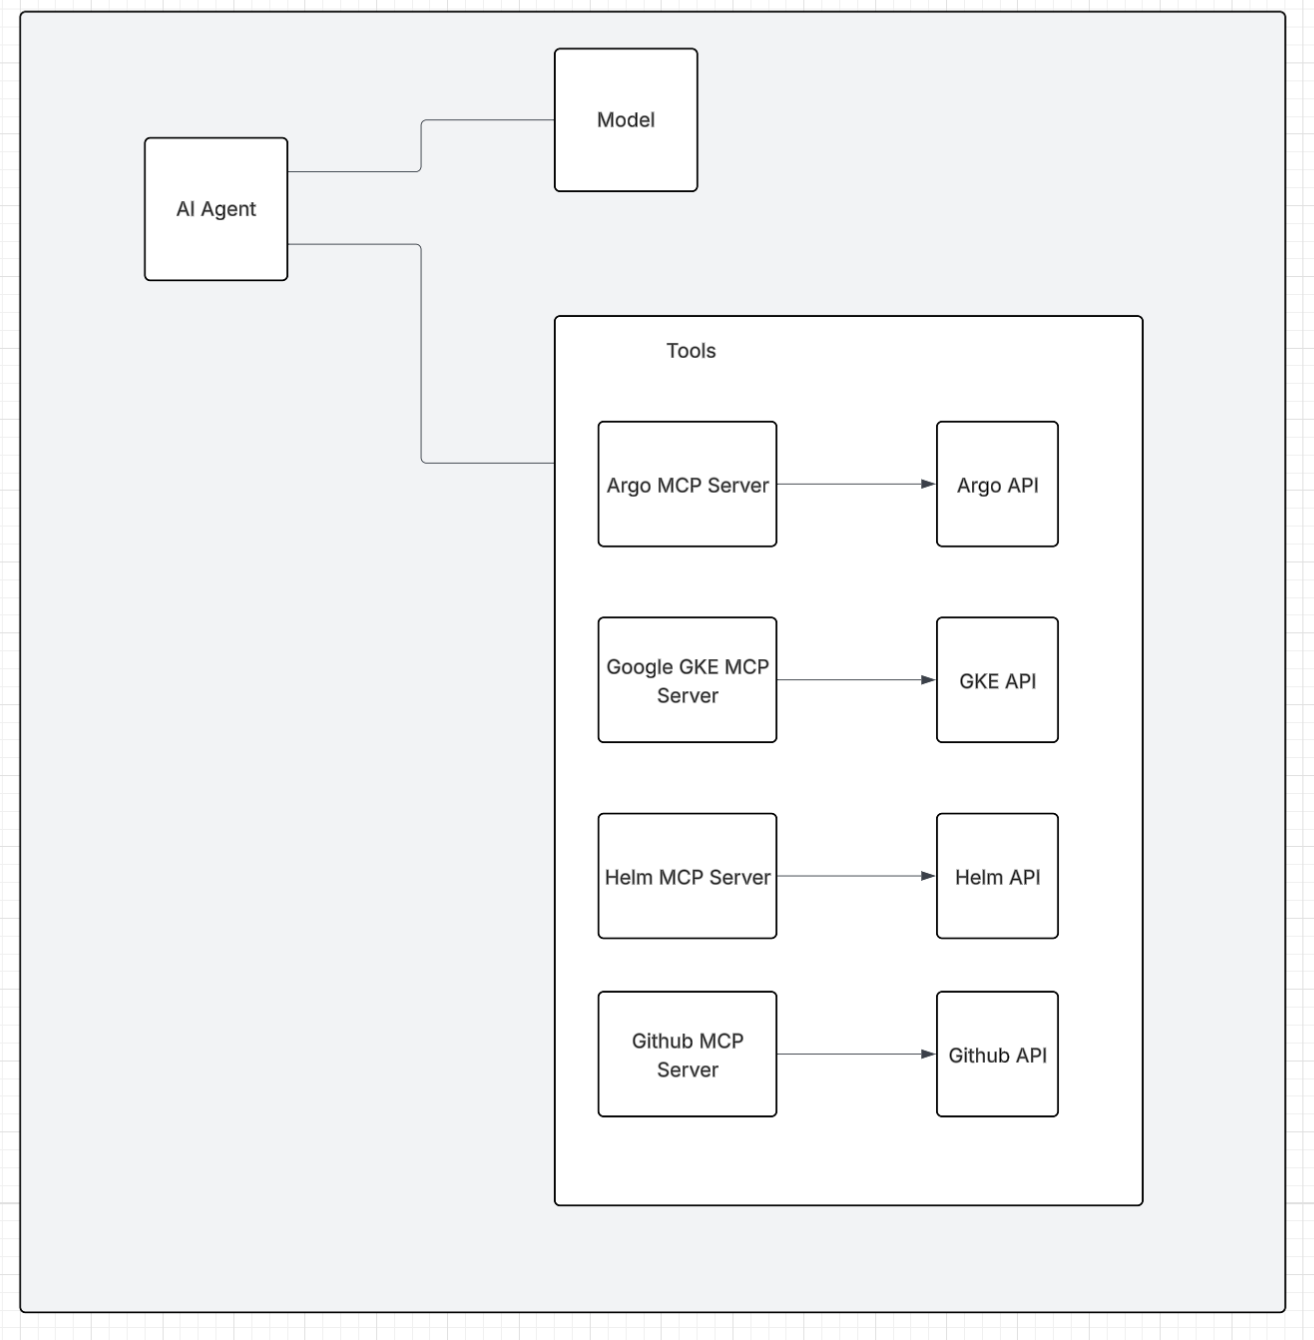 Model
AI Agent
Tools
Argo MCP Server
Argo API
Google GKE MCP
Server
GKE API
Helm MCP Server
Helm API
Github MCP
Server
Github API